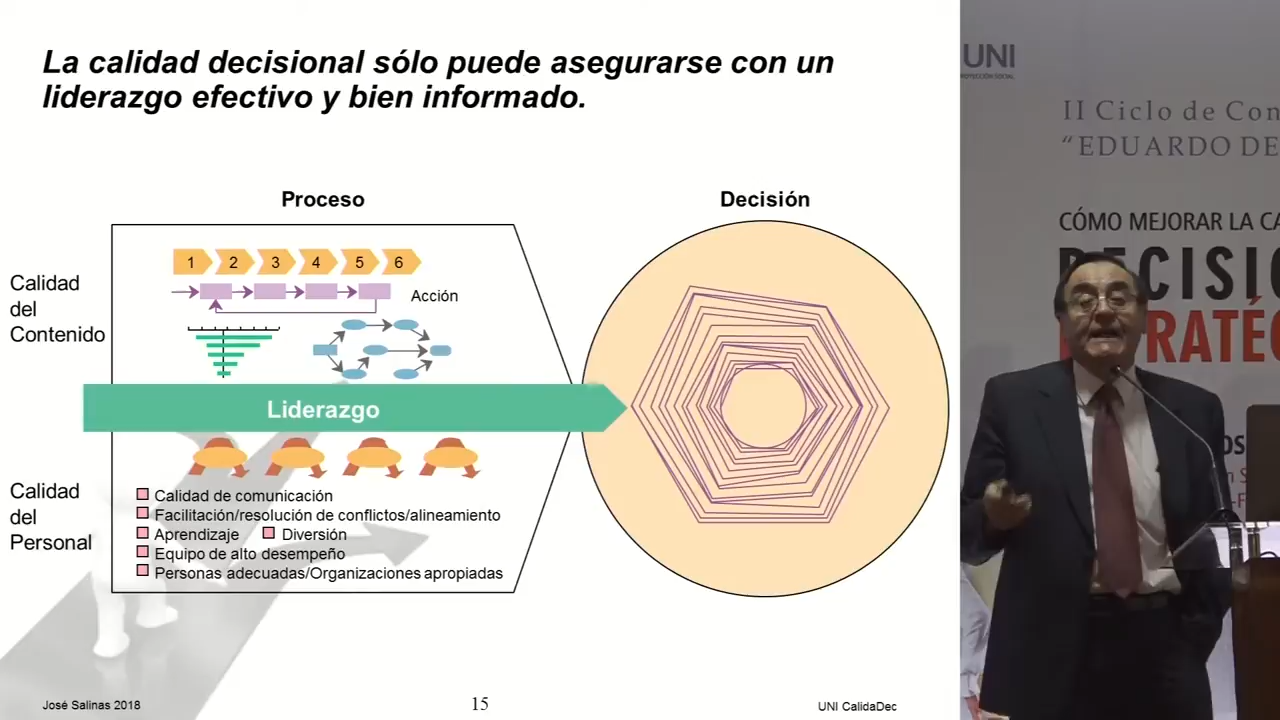 La calidad decisional sólo puede asegurarse con un
liderazgo efectivo y bien informado.
Proceso
Decisión
Calidad
del
Contenido
1 2 3 4 5 6
Acción
Liderazgo
Calidad
del
Personal
Calidad de comunicación
Facilitación/resolución de conflictos/alineamiento
Aprendizaje Diversión
Equipo de alto desempeño
Personas adecuadas/Organizaciones apropiadas
José Salinas 2018
15
UNI CalidaDec
UNI
II Ciclo de Con
“EDUARDO DE
CÓMO MEJORAR LA CA